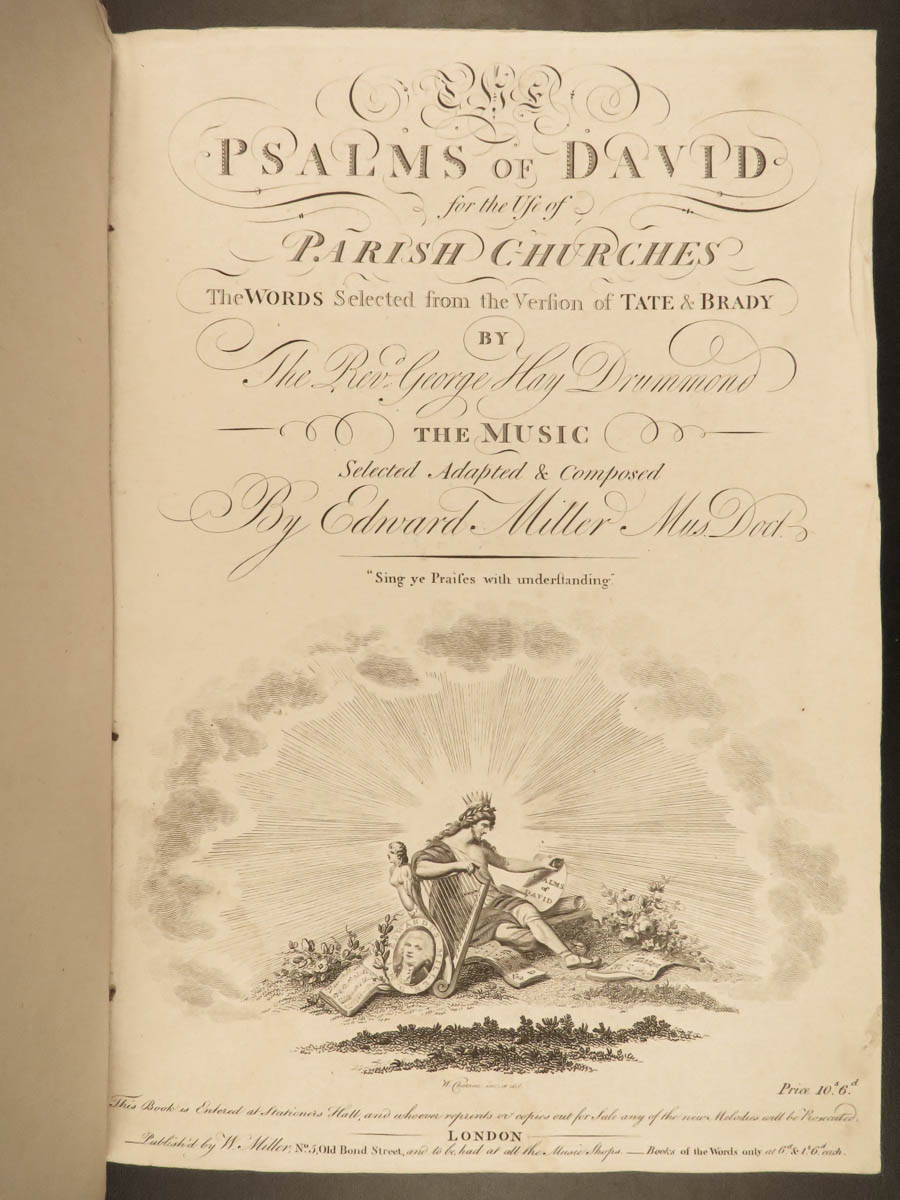 THE
PSALMS OF DAVID
for the Uſe of
PARISH CHURCHES
The WORDS Selected from the Verſion of TATE & BRADY
BY
The Revd. George Hay Drummond
THE MUSIC
Selected Adapted & Composed
By Edward Miller Mus. Doct.
"Sing ye Praiſes with underſtanding."
PSALMS
of
DAVID
Price 10s. 6d
This Book is Entered at Stationers Hall, and whoever reprints or copies out for Sale any of the new Melodies will be Proſecuted.
LONDON
Publish'd by W. Miller, No. 5, Old Bond Street, and to be had at all the Music Shops. — Books of the Words only at 6d. & 1s. 6d. each.